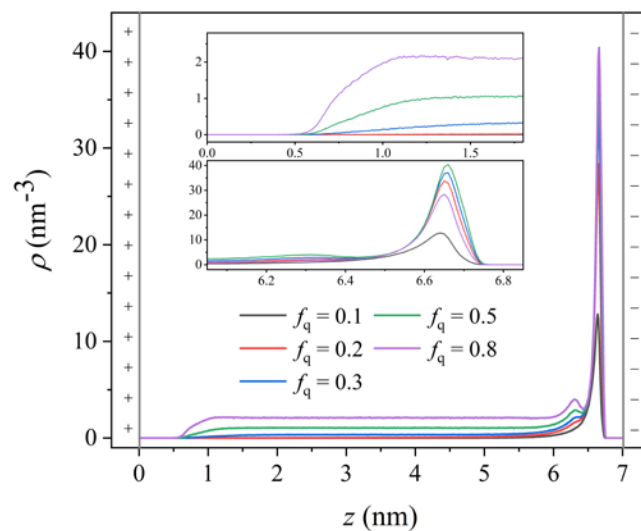 40
30
20
10
0
ρ (nm⁻³)
+ + + + + + + + +
2
1
0
0.0 0.5 1.0 1.5
40
30
20
10
0
6.2 6.4 6.6 6.8
f_q = 0.1 f_q = 0.5
f_q = 0.2 f_q = 0.8
f_q = 0.3
0 1 2 3 4 5 6 7
z (nm)